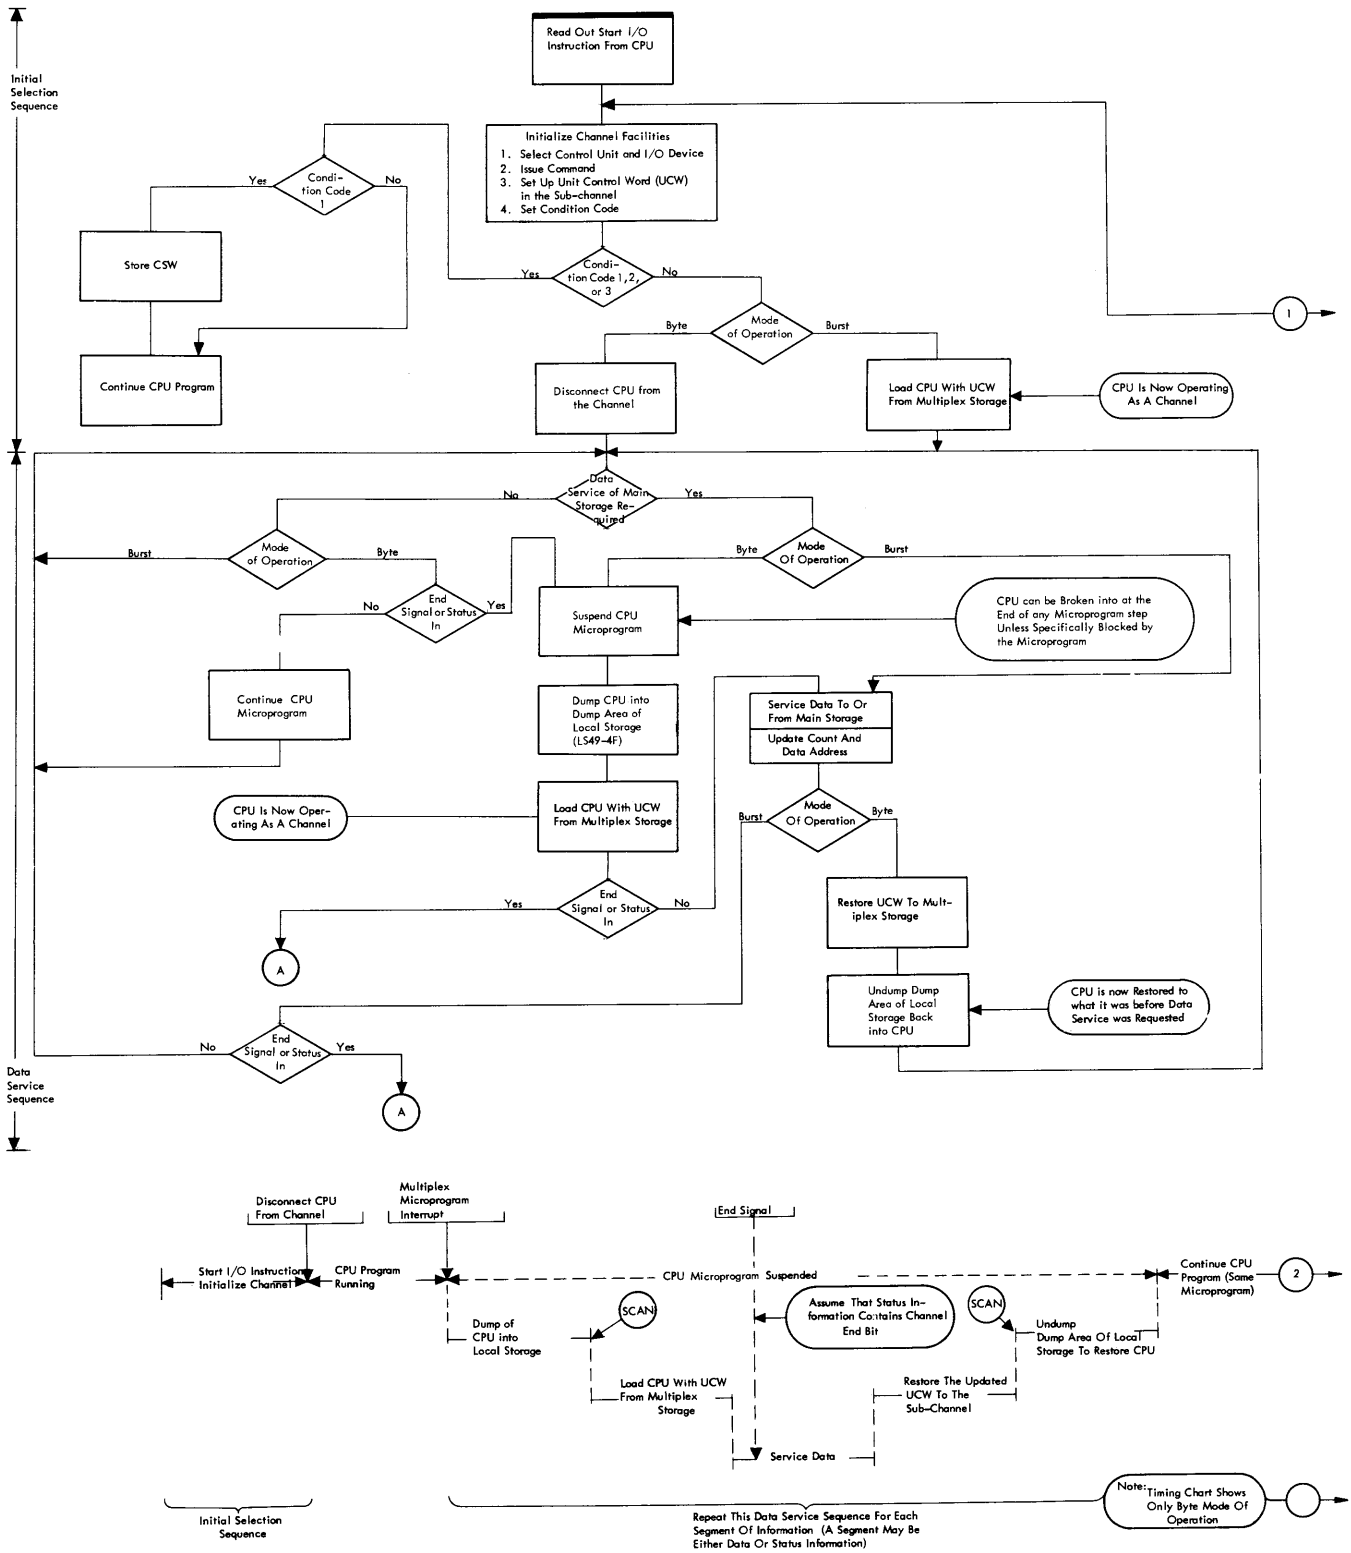 Read Out Start I/O
Instruction From CPU
Initial
Selection
Sequence
Initialize Channel Facilities
1. Select Control Unit and I/O Device
2. Issue Command
3. Set Up Unit Control Word (UCW)
in the Sub-channel
4. Set Condition Code
Yes
Condi-
tion Code
1
No
Store CSW
Yes
Condi-
tion Code 1,2,
or 3
No
Continue CPU Program
Byte
Mode
of Operation
Burst
1
Disconnect CPU from
the Channel
Load CPU With UCW
From Multiplex Storage
CPU Is Now Operating
As A Channel
No
Data
Service of Main
Storage Re-
quired
Yes
Burst
Mode
of Operation
Byte
Byte
Mode
Of Operation
Burst
No
End
Signal or Status
In
Yes
Suspend CPU
Microprogram
CPU can be Broken into at the
End of any Microprogram step
Unless Specifically Blocked by
the Microprogram
Continue CPU
Microprogram
Dump CPU into
Dump Area of
Local Storage
(LS49-4F)
Service Data To Or
From Main Storage
Update Count And
Data Address
CPU Is Now Oper-
ating As A Channel
Load CPU With UCW
From Multiplex Storage
Burst
Mode
Of Operation
Byte
Yes
End
Signal or Status
In
No
Restore UCW To Mult-
iplex Storage
A
Undump Dump
Area of Local
Storage Back
into CPU
CPU is now Restored to
what it was before Data
Service was Requested
No
End
Signal or Status
In
Yes
A
Data
Service
Sequence
Disconnect CPU
From Channel
Multiplex
Microprogram
Interrupt
End Signal
Start I/O Instruction
Initialize Channel
CPU Program
Running
CPU Microprogram Suspended
Continue CPU
Program (Same
Microprogram)
2
Dump of
CPU into
Local Storage
SCAN
Assume That Status In-
formation Contains Channel
End Bit
SCAN
Undump
Dump Area Of Local
Storage To Restore CPU
Load CPU With UCW
From Multiplex
Storage
Restore The Updated
UCW To The
Sub-Channel
Service Data
Initial Selection
Sequence
Repeat This Data Service Sequence For Each
Segment Of Information (A Segment May Be
Either Data Or Status Information)
Note: Timing Chart Shows
Only Byte Mode Of
Operation